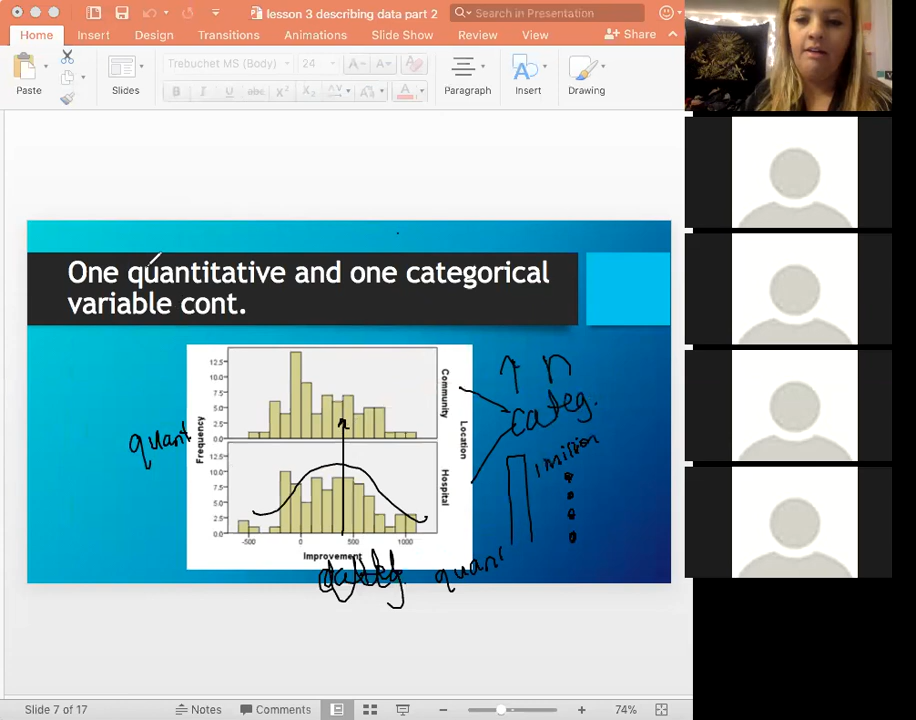 lesson 3 describing data part 2
Search in Presentation
Home Insert Design Transitions Animations Slide Show Review View Share
Trebuchet MS (Body) 24
Paste Slides Paragraph Insert Drawing
One quantitative and one categorical
variable cont.
12.5
10.0
7.5
5.0
2.5
0.0
Community
12.5
10.0
7.5
5.0
2.5
0.0
Hospital
Frequency
Location
-500 0 500 1000
Improvement
↑ n
categ.
quant
1 million
quant
Slide 7 of 17 Notes Comments 74%